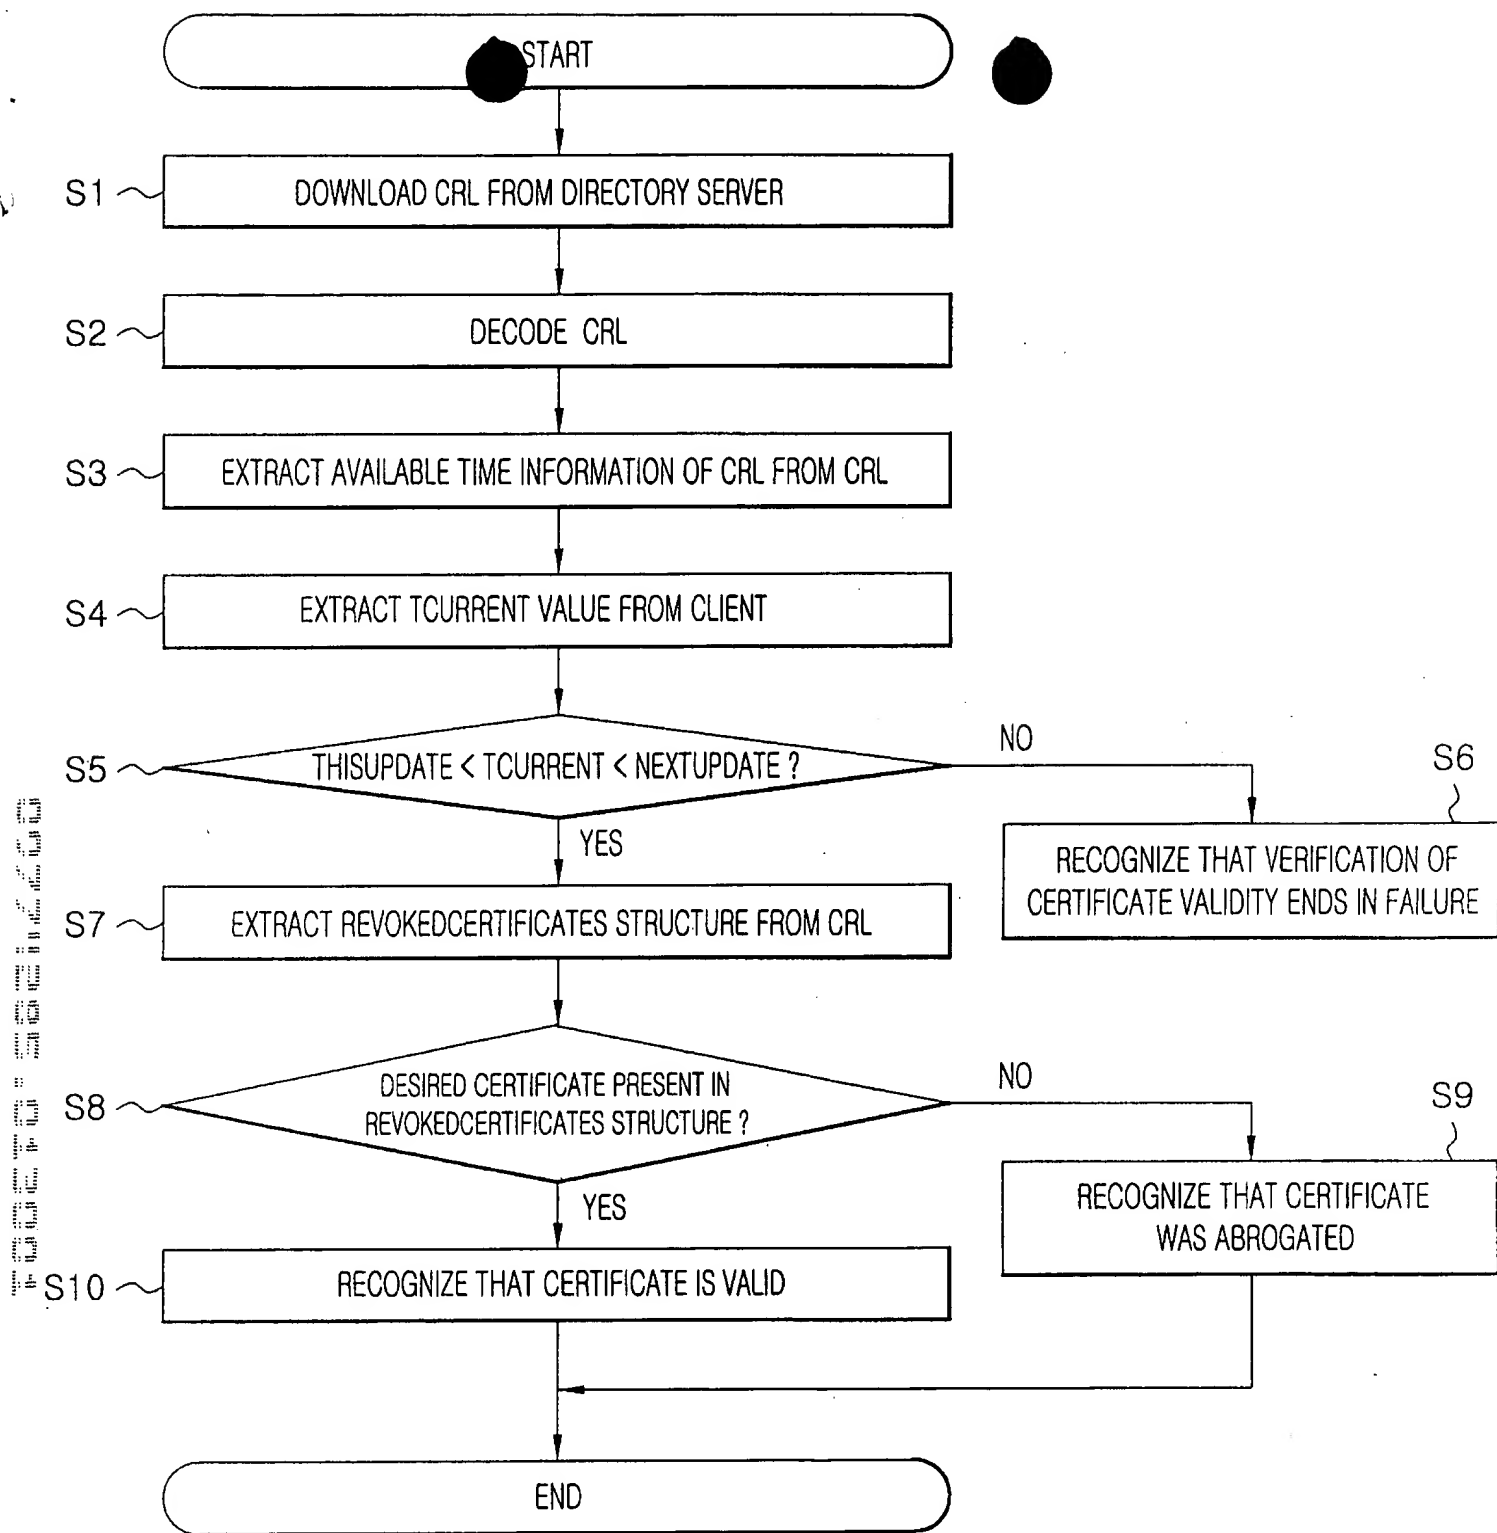 START
S1
DOWNLOAD CRL FROM DIRECTORY SERVER
S2
DECODE CRL
S3
EXTRACT AVAILABLE TIME INFORMATION OF CRL FROM CRL
S4
EXTRACT TCURRENT VALUE FROM CLIENT
S5
THISUPDATE < TCURRENT < NEXTUPDATE ?
NO
YES
S6
RECOGNIZE THAT VERIFICATION OF
CERTIFICATE VALIDITY ENDS IN FAILURE
S7
EXTRACT REVOKEDCERTIFICATES STRUCTURE FROM CRL
S8
DESIRED CERTIFICATE PRESENT IN
REVOKEDCERTIFICATES STRUCTURE ?
NO
YES
S9
RECOGNIZE THAT CERTIFICATE
WAS ABROGATED
S10
RECOGNIZE THAT CERTIFICATE IS VALID
END